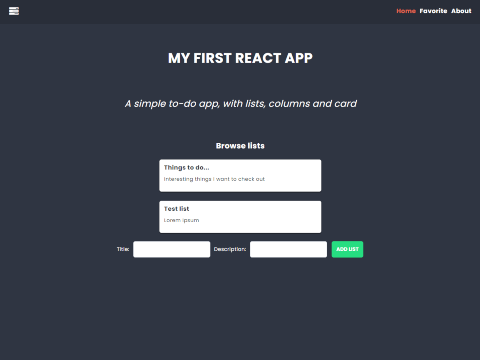 Home Favorite About
MY FIRST REACT APP
A simple to-do app, with lists, columns and card
Browse lists
Things to do...
Interesting things I want to check out
Test list
Lorem ipsum
Title: Description: ADD LIST